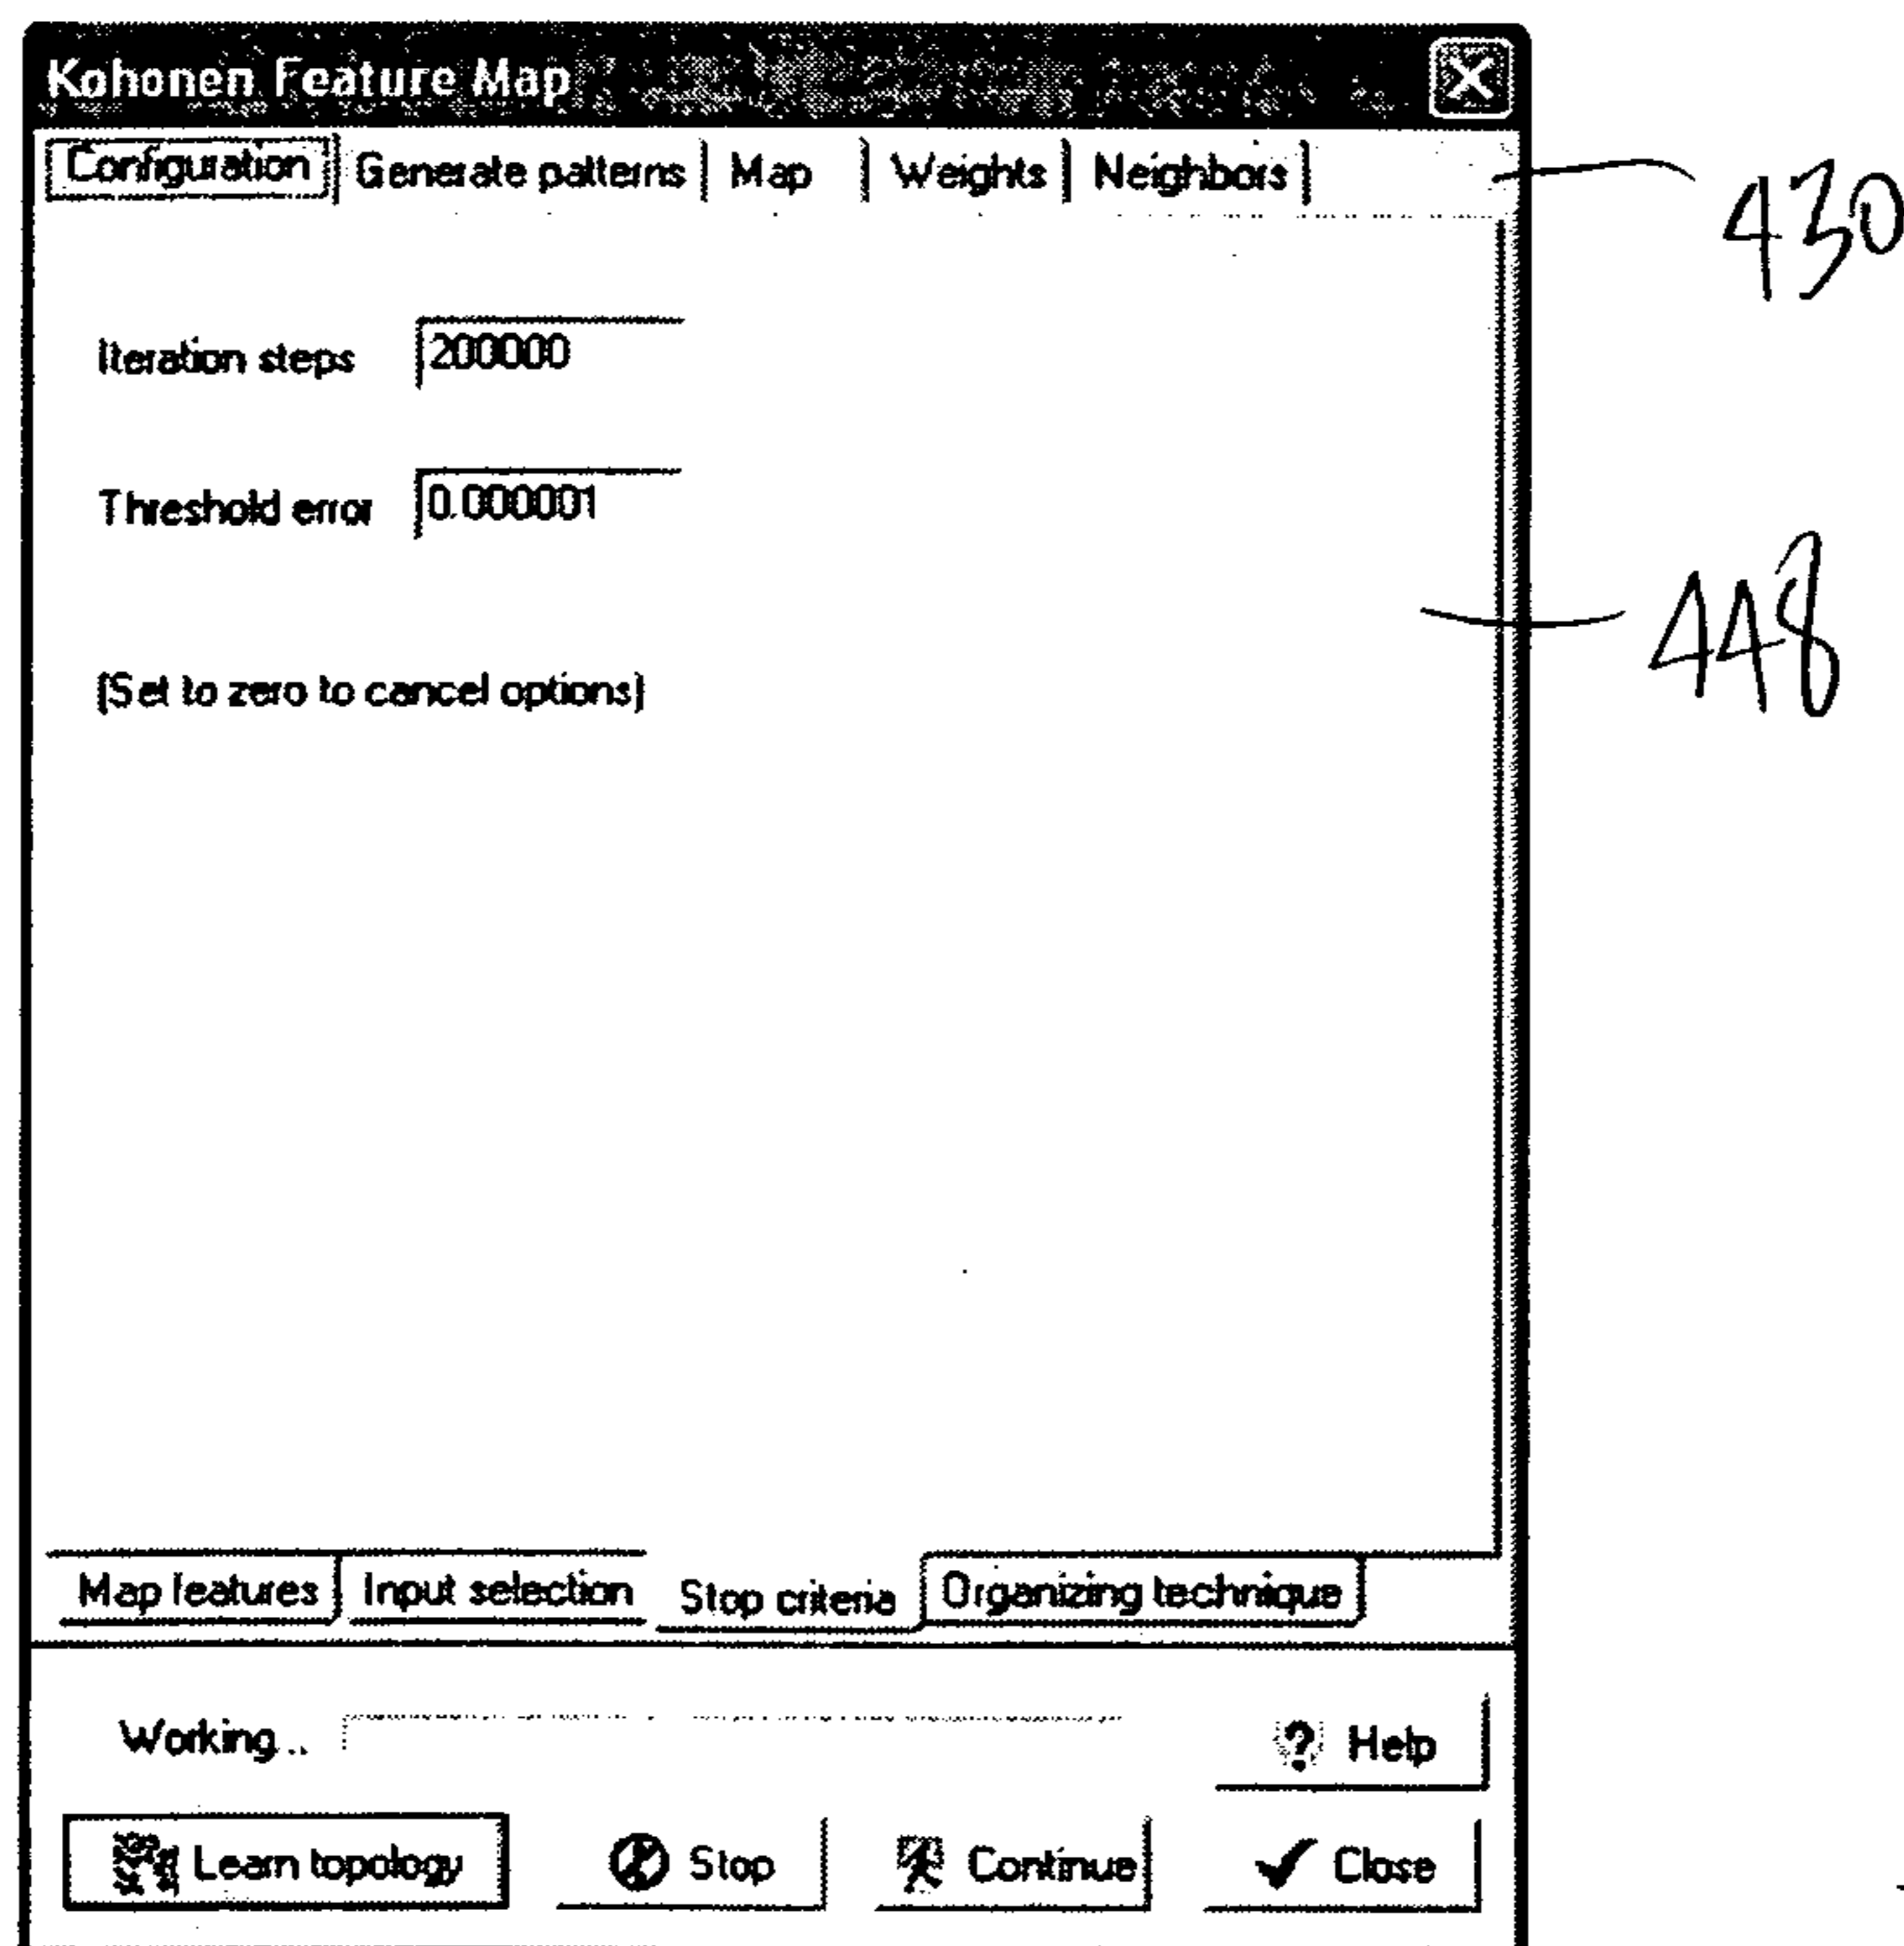 Kohonen Feature Map
Configuration Generate patterns Map Weights Neighbors
430
Iteration steps 200000
Threshold error 0.000001
448
(Set to zero to cancel options)
Map features Input selection Stop criteria Organizing technique
Working... Help
Learn topology Stop Continue Close